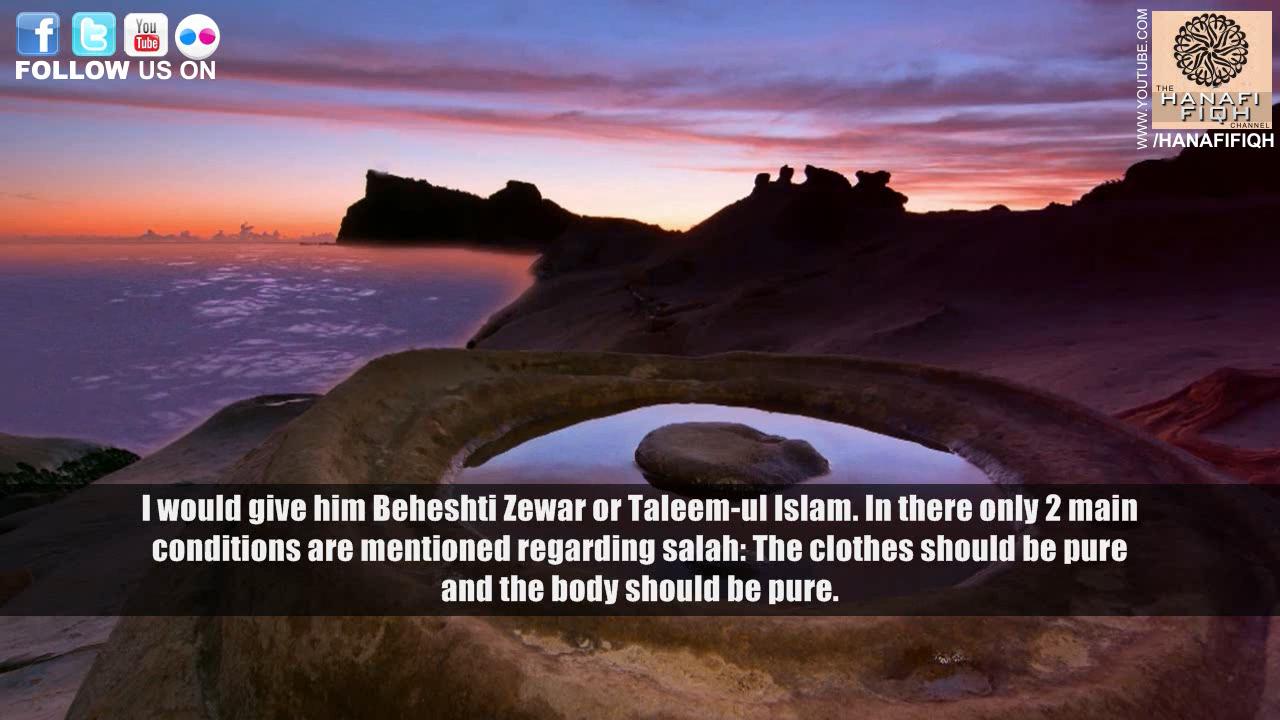 You
Tube
FOLLOW US ON
WWW.YOUTUBE.COM
THE
HANAFI
FIQH
CHANNEL
/HANAFIFIQH
I would give him Beheshti Zewar or Taleem-ul Islam. In there only 2 main
conditions are mentioned regarding salah: The clothes should be pure
and the body should be pure.